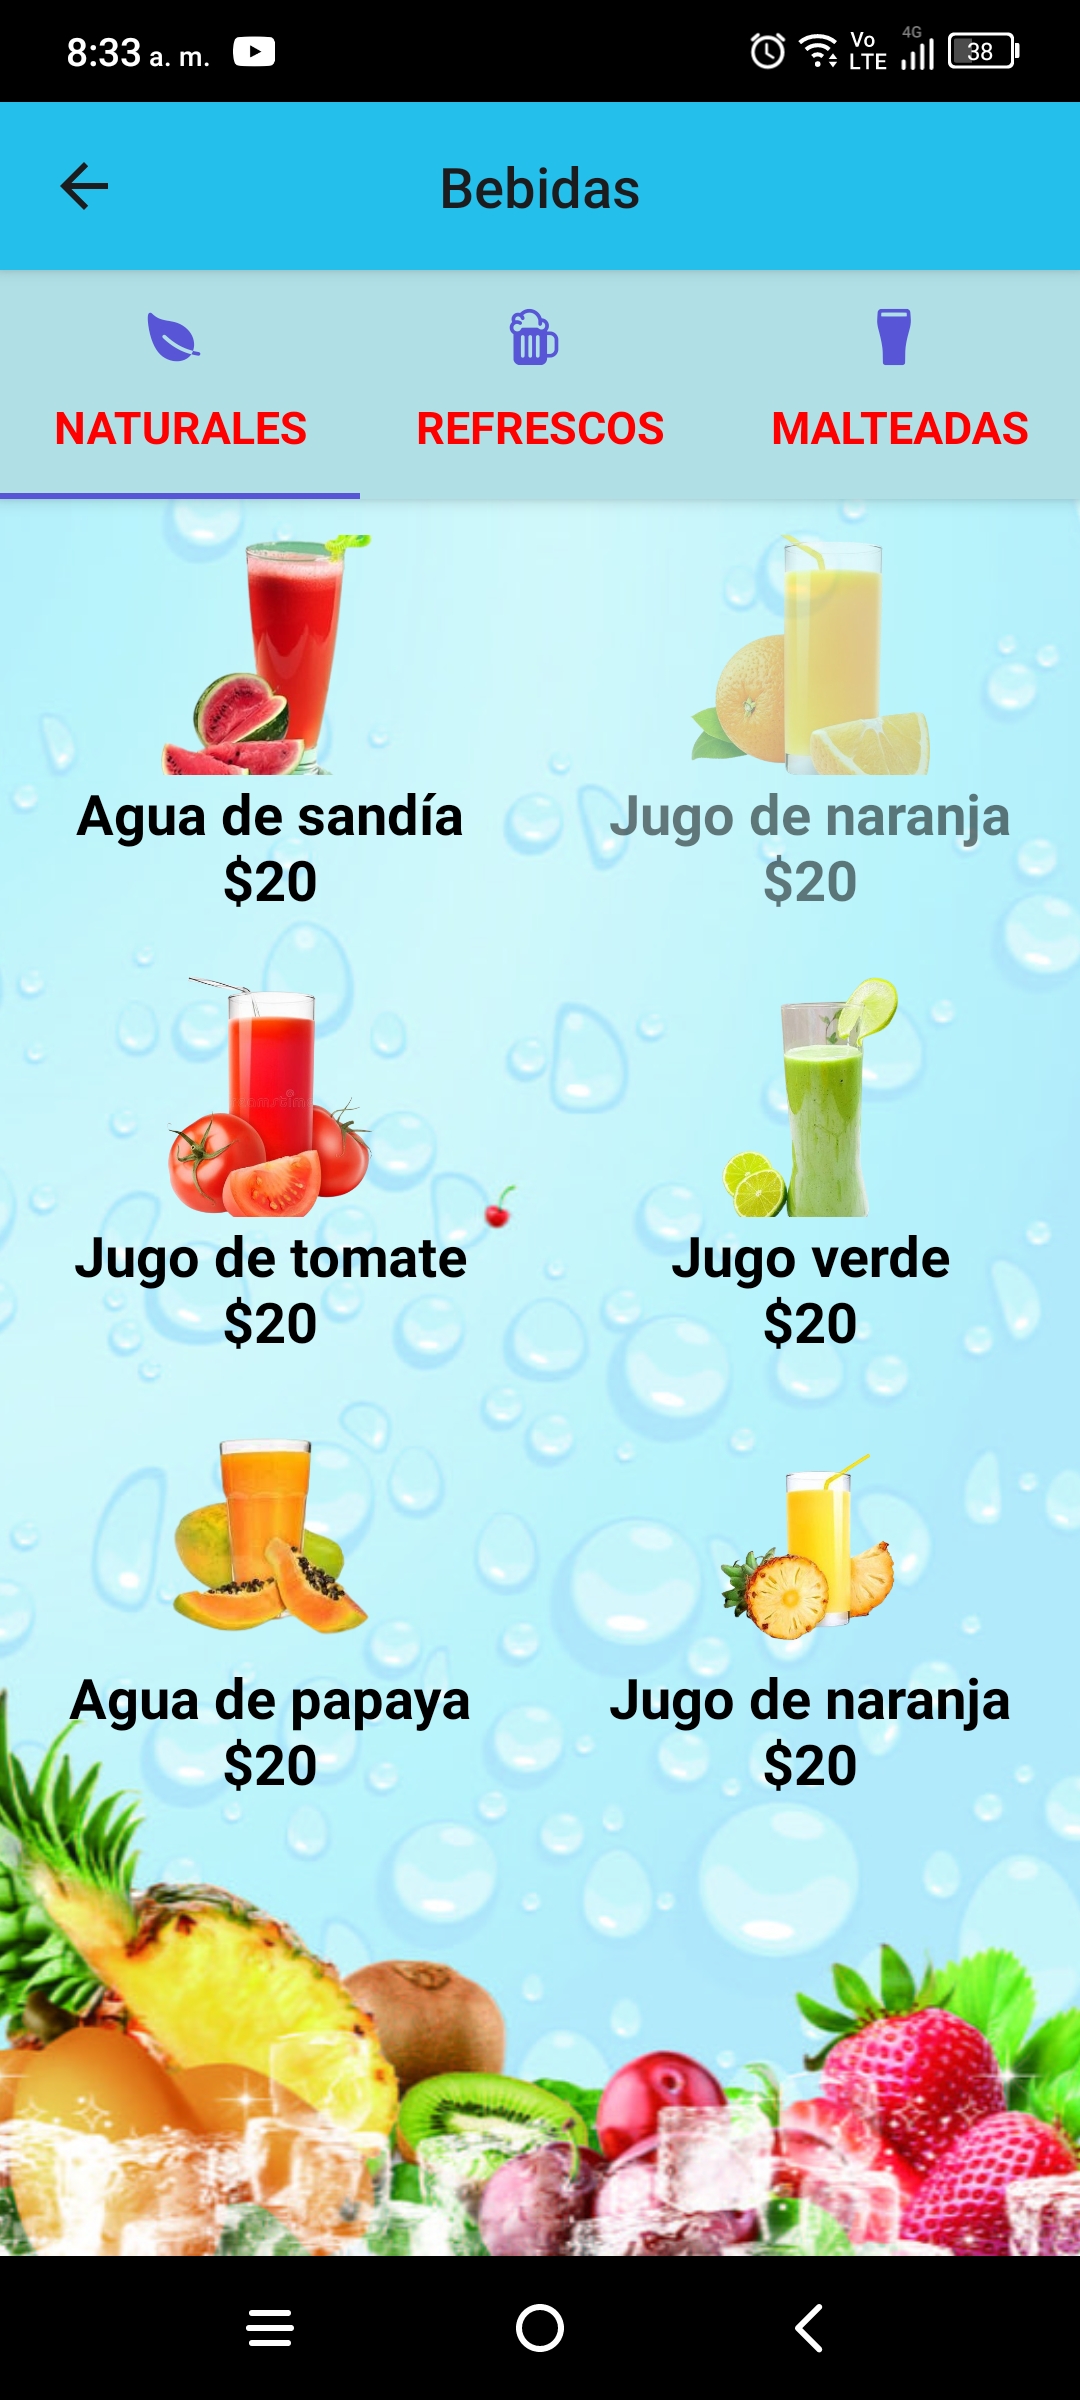 8:33 a. m.
Vo LTE 4G 38
Bebidas
NATURALES REFRESCOS MALTEADAS
Agua de sandía
$20
Jugo de naranja
$20
Jugo de tomate
$20
Jugo verde
$20
Agua de papaya
$20
Jugo de naranja
$20